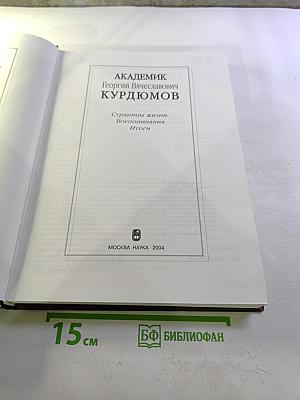 АКАДЕМИК
Георгий Вячеславович
КУРДЮМОВ
Страницы жизни.
Воспоминания.
Итоги
МОСКВА НАУКА 2004
15 см
БФ БИБЛИОФАН